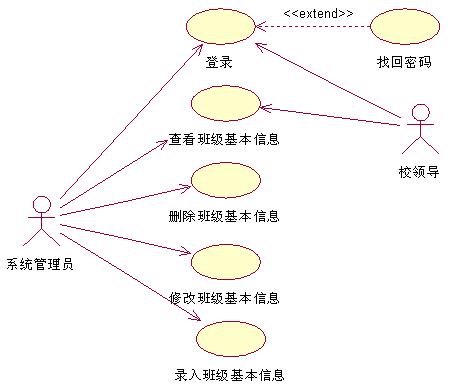 <<extend>>
登录
找回密码
查看班级基本信息
校领导
删除班级基本信息
系统管理员
修改班级基本信息
录入班级基本信息